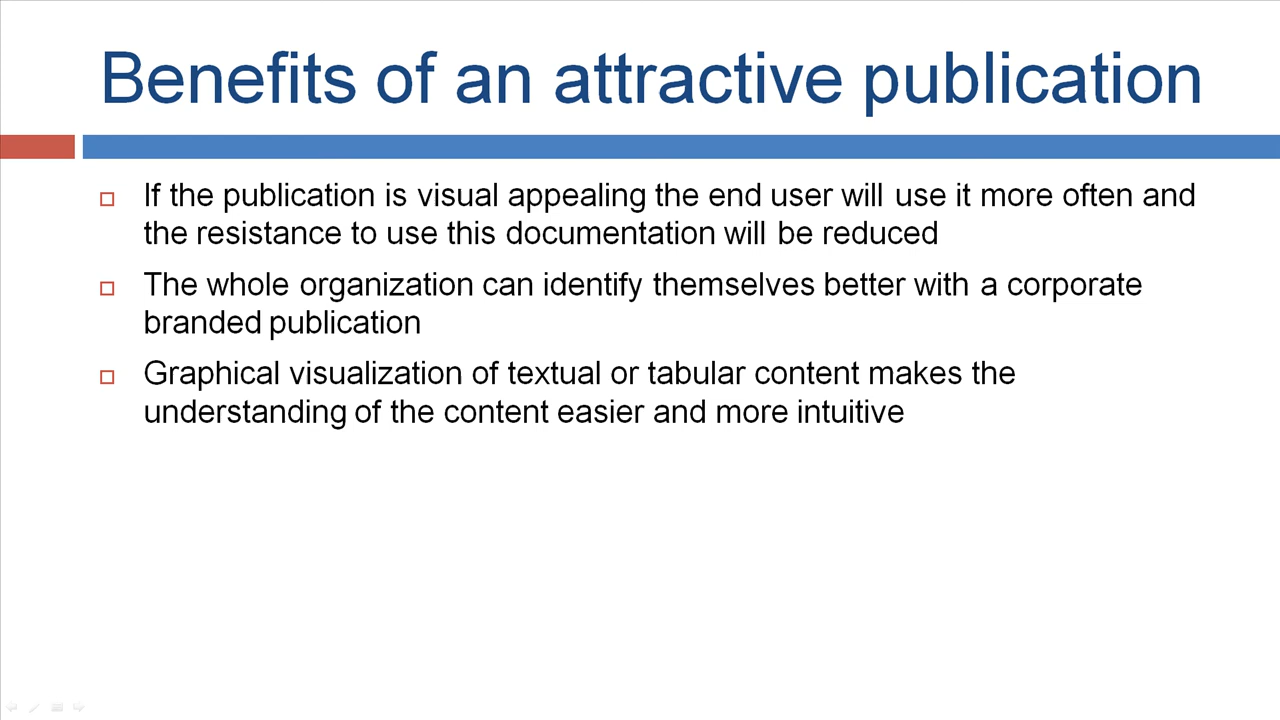 Benefits of an attractive publication
If the publication is visual appealing the end user will use it more often and
the resistance to use this documentation will be reduced
The whole organization can identify themselves better with a corporate
branded publication
Graphical visualization of textual or tabular content makes the
understanding of the content easier and more intuitive